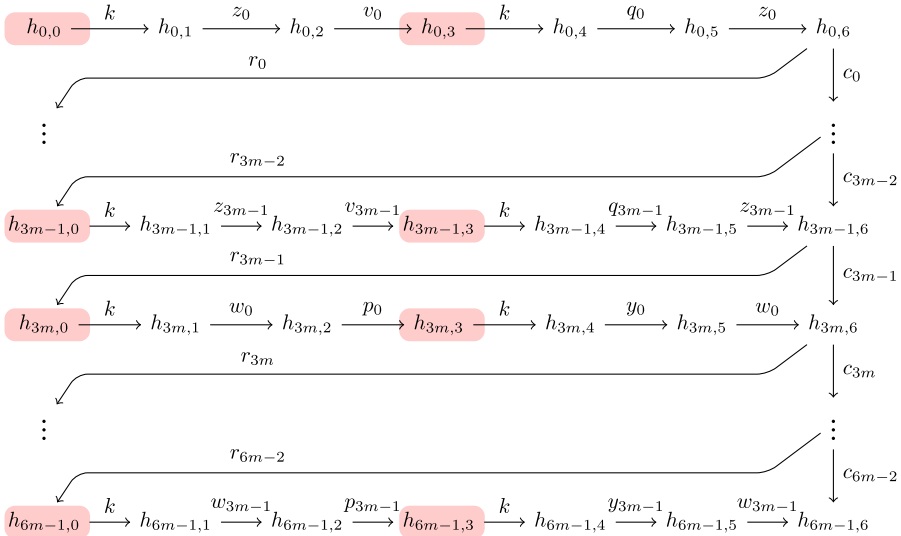 k z_0 v_0 k q_0 z_0
h_{0,0} h_{0,1} h_{0,2} h_{0,3} h_{0,4} h_{0,5} h_{0,6}
r_0 c_0
⋮ ⋮
r_{3m-2} c_{3m-2}
k z_{3m-1} v_{3m-1} k q_{3m-1} z_{3m-1}
h_{3m-1,0} h_{3m-1,1} h_{3m-1,2} h_{3m-1,3} h_{3m-1,4} h_{3m-1,5} h_{3m-1,6}
r_{3m-1} c_{3m-1}
k w_0 p_0 k y_0 w_0
h_{3m,0} h_{3m,1} h_{3m,2} h_{3m,3} h_{3m,4} h_{3m,5} h_{3m,6}
r_{3m} c_{3m}
⋮ ⋮
r_{6m-2} c_{6m-2}
k w_{3m-1} p_{3m-1} k y_{3m-1} w_{3m-1}
h_{6m-1,0} h_{6m-1,1} h_{6m-1,2} h_{6m-1,3} h_{6m-1,4} h_{6m-1,5} h_{6m-1,6}